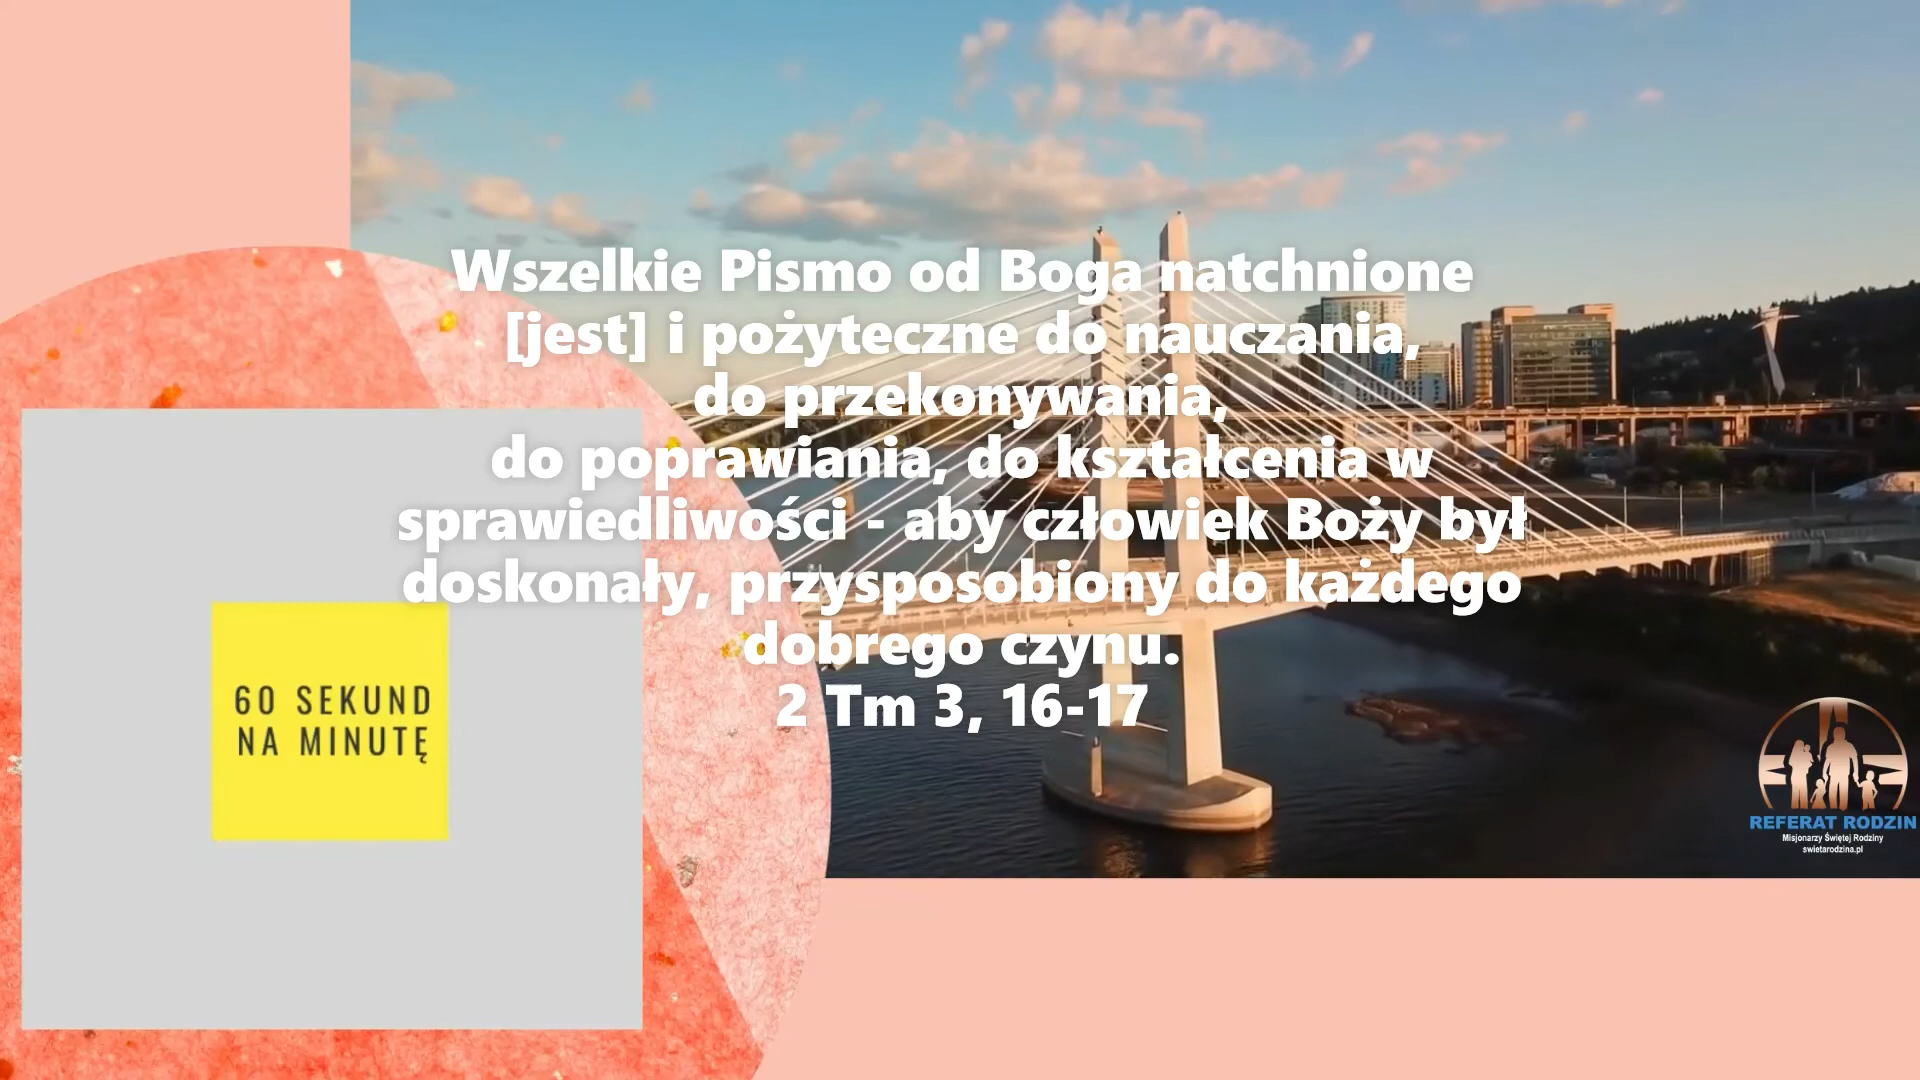 Wszelkie Pismo od Boga natchnione
[jest] i pożyteczne do nauczania,
do przekonywania,
do poprawiania, do kształcenia w
sprawiedliwości - aby człowiek Boży był
doskonały, przysposobiony do każdego
dobrego czynu.
2 Tm 3, 16-17
60 SEKUND
NA MINUTĘ
REFERAT RODZIN
Misjonarzy Świętej Rodziny
swietarodzina.pl